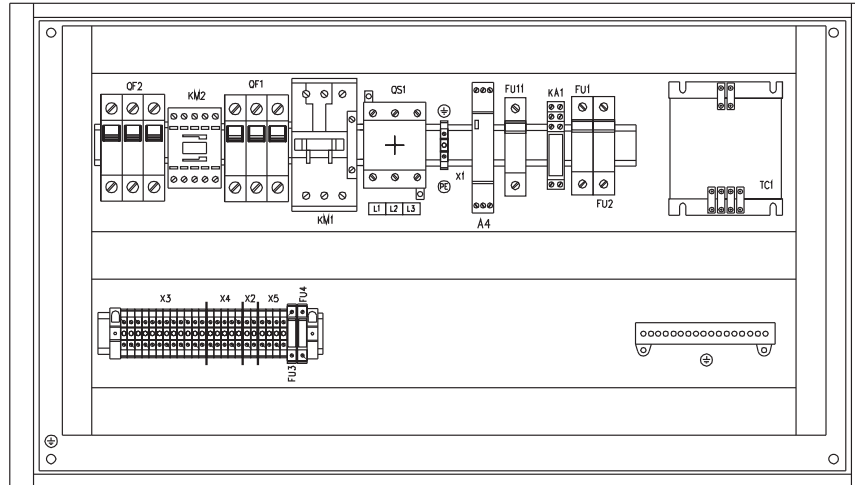 QF2
KM2
QF1
KM1
QS1
L1 L2 L3
PE
X1
A4
FU11
KA1
FU1
FU2
TC1
X3
X4
X2
X5
FU4
FU3